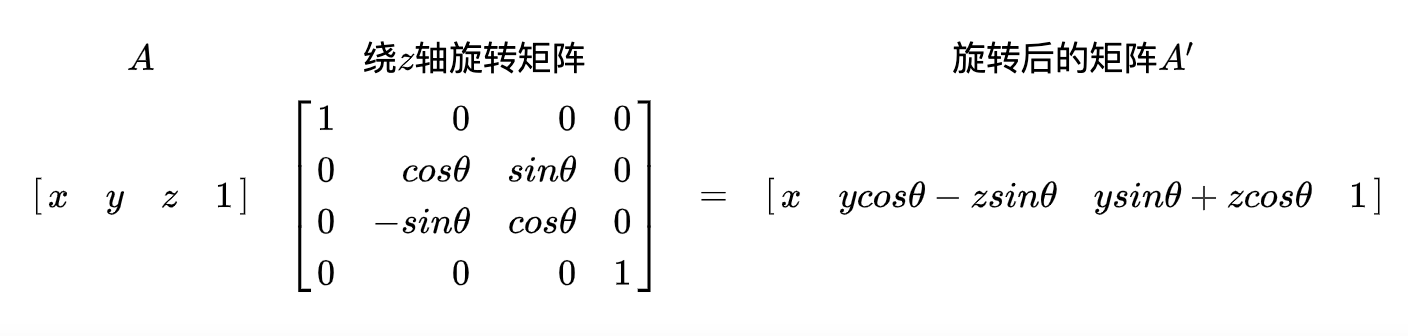 A 绕z轴旋转矩阵 旋转后的矩阵A′
1 0 0 0
0 cosθ sinθ 0
[x y z 1] = [x ycosθ − zsinθ ysinθ + zcosθ 1]
0 −sinθ cosθ 0
0 0 0 1